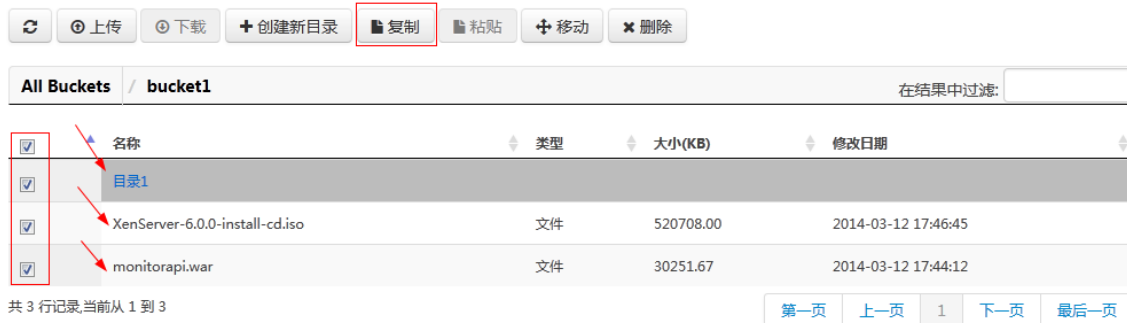 上传 下载 创建新目录 复制 粘贴 移动 删除
All Buckets / bucket1 在结果中过滤:
名称 类型 大小(KB) 修改日期
目录1
XenServer-6.0.0-install-cd.iso 文件 520708.00 2014-03-12 17:46:45
monitorapi.war 文件 30251.67 2014-03-12 17:44:12
共 3 行记录,当前从 1 到 3 第一页 上一页 1 下一页 最后一页